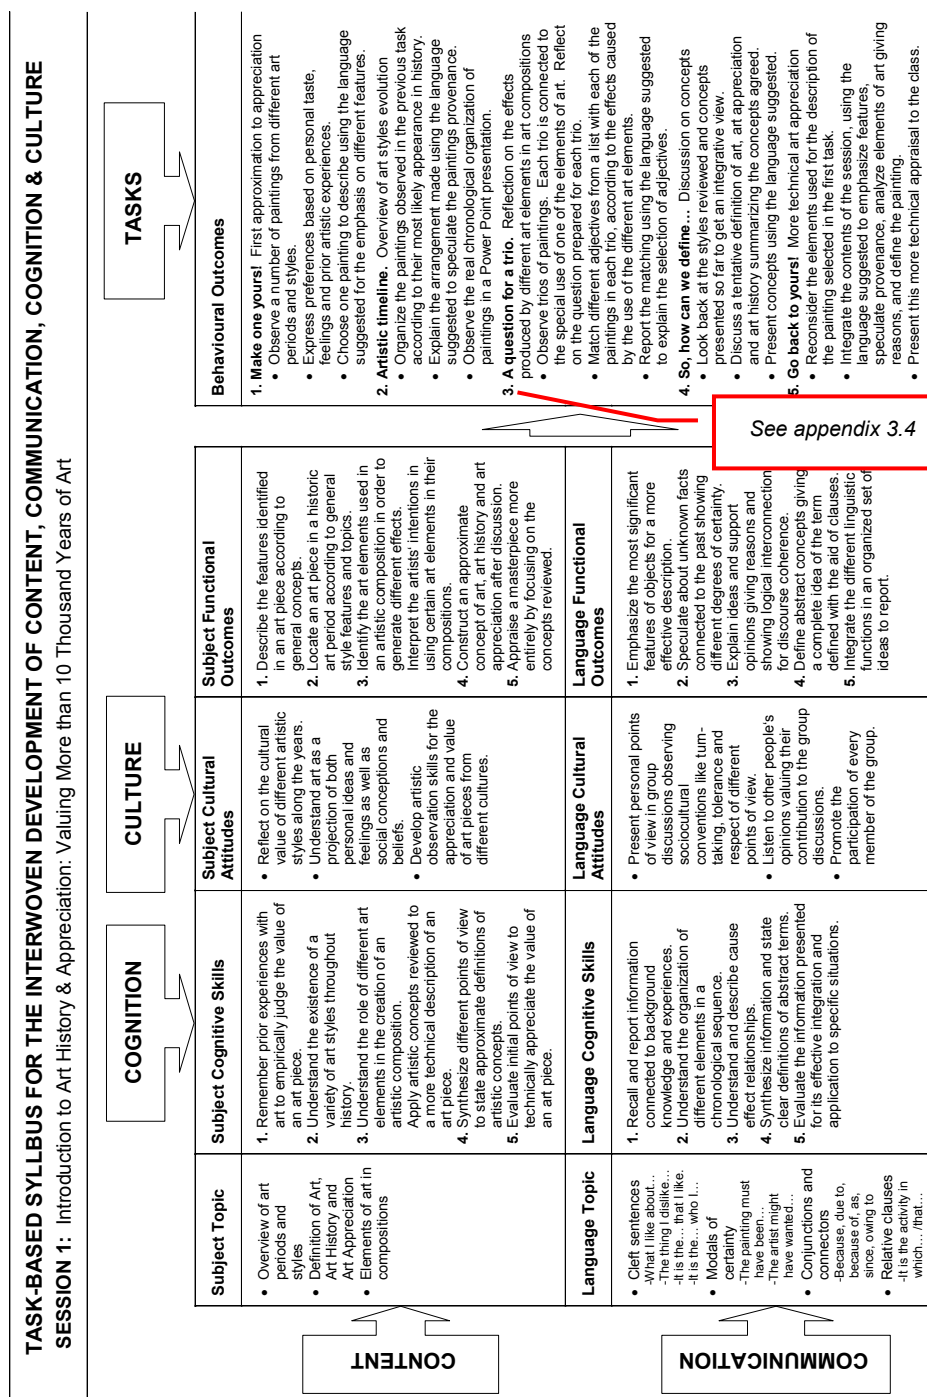 TASK-BASED SYLLBUS FOR THE INTERWOVEN DEVELOPMENT OF CONTENT, COMMUNICATION, COGNITION & CULTURE
SESSION 1: Introduction to Art History & Appreciation: Valuing More than 10 Thousand Years of Art
COGNITION
CULTURE
TASKS
CONTENT
Subject Topic
• Overview of art
periods and
styles
• Definition of Art,
Art History and
Art Appreciation
• Elements of art in
compositions
Subject Cognitive Skills
1. Remember prior experiences with
art to empirically judge the value of
an art piece.
2. Understand the existence of a
variety of art styles throughout
history.
3. Understand the role of different art
elements in the creation of an
artistic composition.
Apply artistic concepts reviewed to
a more technical description of an
art piece.
4. Synthesize different points of view
to state approximate definitions of
artistic concepts.
5. Evaluate initial points of view to
technically appreciate the value of
an art piece.
Subject Cultural
Attitudes
• Reflect on the cultural
value of different artistic
styles along the years.
• Understand art as a
projection of both
personal ideas and
feelings as well as
social conceptions and
beliefs.
• Develop artistic
observation skills for the
appreciation and value
of art pieces from
different cultures.
Subject Functional
Outcomes
1. Describe the features identified
in an art piece according to
general concepts.
2. Locate an art piece in a historic
art period according to general
style features and topics.
3. Identify the art elements used in
an artistic composition in order to
generate different effects.
Interpret the artists' intentions in
using certain art elements in their
compositions.
4. Construct an approximate
concept of art, art history and art
appreciation after discussion.
5. Appraise a masterpiece more
entirely by focusing on the
concepts reviewed.
Behavioural Outcomes
1. Make one yours! First approximation to appreciation
• Observe a number of paintings from different art
periods and styles.
• Express preferences based on personal taste,
feelings and prior artistic experiences.
• Choose one painting to describe using the language
suggested for the emphasis on different features.
2. Artistic timeline. Overview of art styles evolution
• Organize the paintings observed in the previous task
according to their most likely appearance in history.
• Explain the arrangement made using the language
suggested to speculate the paintings provenance.
• Observe the real chronological organization of
paintings in a Power Point presentation.
3. A question for a trio. Reflection on the effects
produced by different art elements in art compositions
• Observe trios of paintings. Each trio is connected to
the special use of one of the elements of art. Reflect
on the question prepared for each trio.
• Match different adjectives from a list with each of the
paintings in each trio, according to the effects caused
by the use of the different art elements.
• Report the matching using the language suggested
to explain the selection of adjectives.
4. So, how can we define... Discussion on concepts
• Look back at the styles reviewed and concepts
presented so far to get an integrative view.
• Discuss a tentative definition of art, art appreciation
and art history summarizing the concepts agreed.
• Present concepts using the language suggested.
5. Go back to yours! More technical art appreciation
• Reconsider the elements used for the description of
the painting selected in the first task.
• Integrate the contents of the session, using the
language suggested to emphasize features,
speculate provenance, analyze elements of art giving
reasons, and define the painting.
• Present this more technical appraisal to the class.
COMMUNICATION
Language Topic
• Cleft sentences
-What I like about...
-The thing I dislike...
-It is the... that I like.
-It is the... who I...
• Modals of
certainty
-The painting must
have been...
-The artist might
have wanted...
• Conjunctions and
connectors
-Because, due to,
because of, as,
since, owing to
• Relative clauses
-It is the activity in
which... /that...
Language Cognitive Skills
1. Recall and report information
connected to background
knowledge and experiences.
2. Understand the organization of
different elements in a
chronological sequence.
3. Understand and describe cause
effect relationships.
4. Synthesize information and state
clear definitions of abstract terms.
5. Evaluate the information presented
for its effective integration and
application to specific situations.
Language Cultural
Attitudes
• Present personal points
of view in group
discussions observing
sociocultural
conventions like turn-
taking, tolerance and
respect of different
points of view.
• Listen to other people's
opinions valuing their
contribution to the group
discussions.
• Promote the
participation of every
member of the group.
Language Functional
Outcomes
1. Emphasize the most significant
features of objects for a more
effective description.
2. Speculate about unknown facts
connected to the past showing
different degrees of certainty.
3. Explain ideas and support
opinions giving reasons and
showing logical interconnection
for discourse coherence.
4. Define abstract concepts giving
a complete idea of the term
defined with the aid of clauses.
5. Integrate the different linguistic
functions in an organized set of
ideas to report.
See appendix 3.4